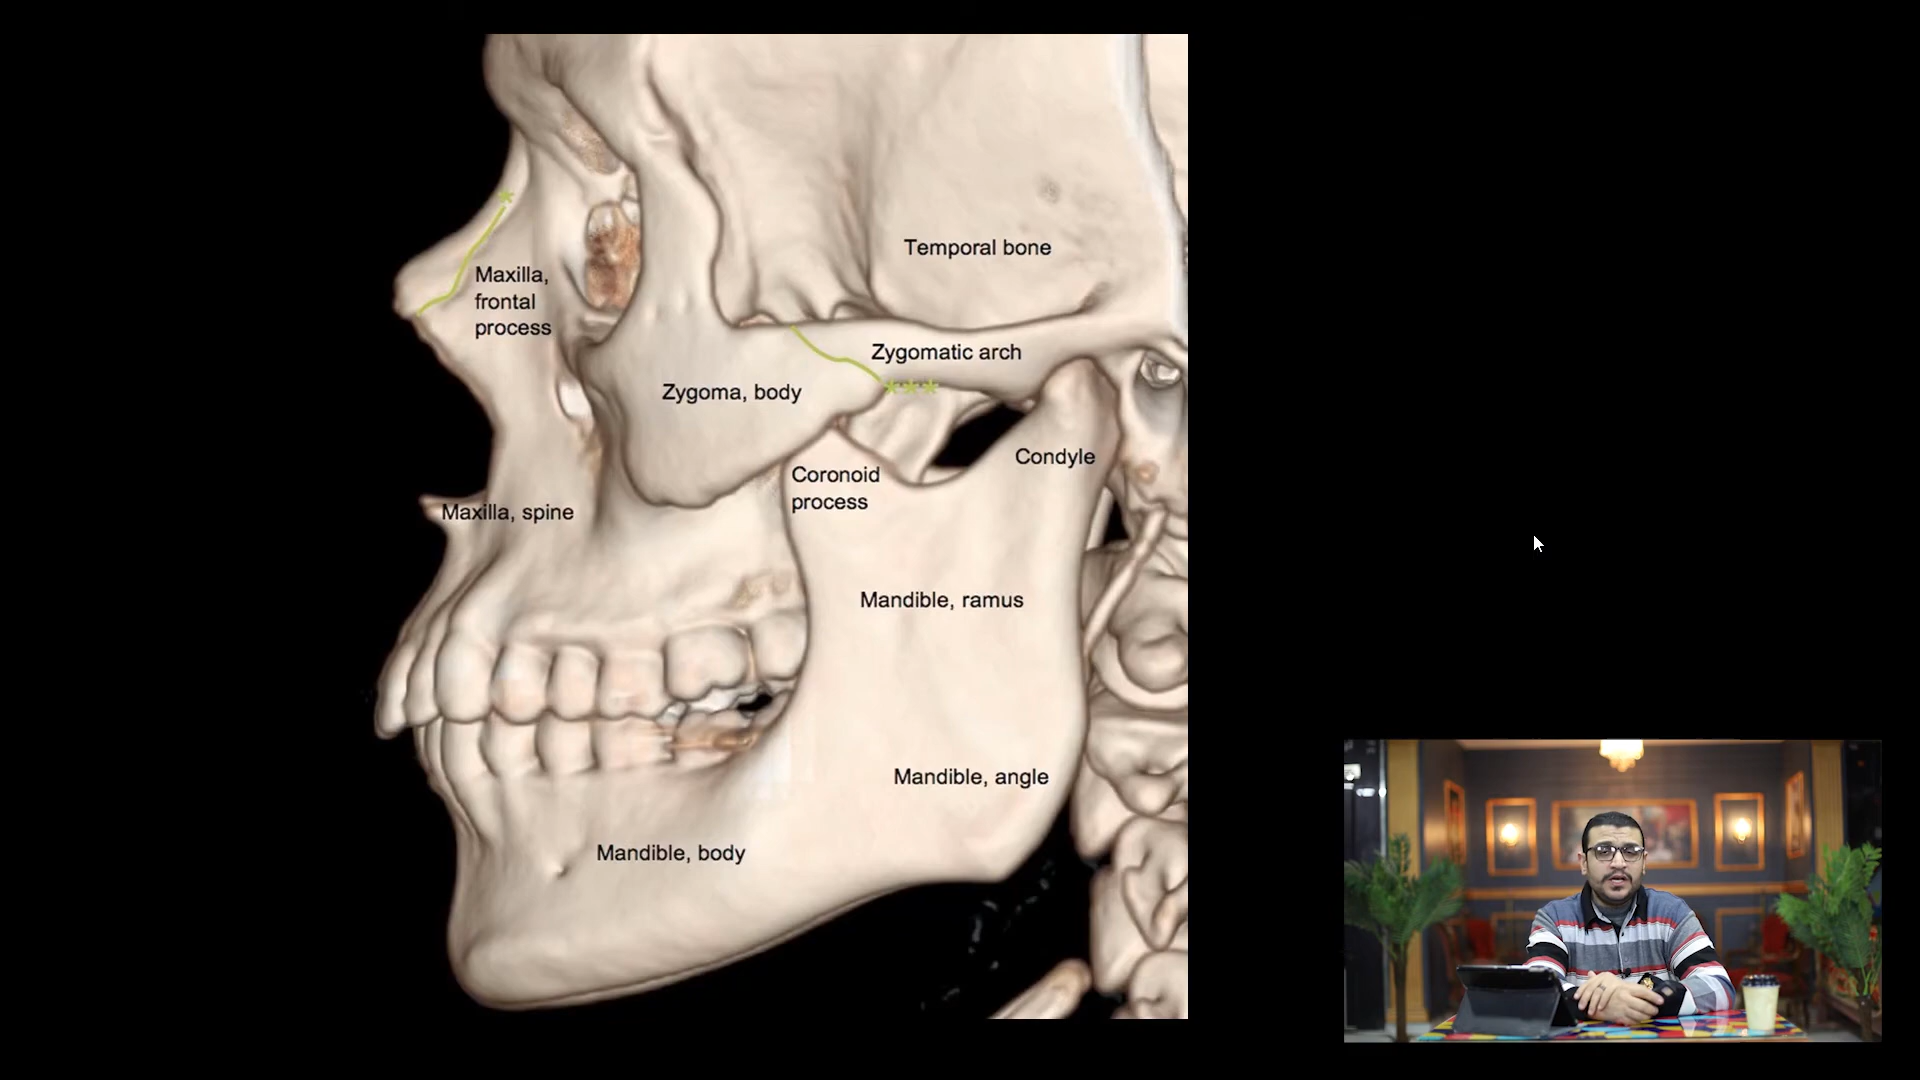 Temporal bone
Maxilla,
frontal
process
Zygomatic arch
Zygoma, body
Condyle
Coronoid
process
Maxilla, spine
Mandible, ramus
Mandible, angle
Mandible, body